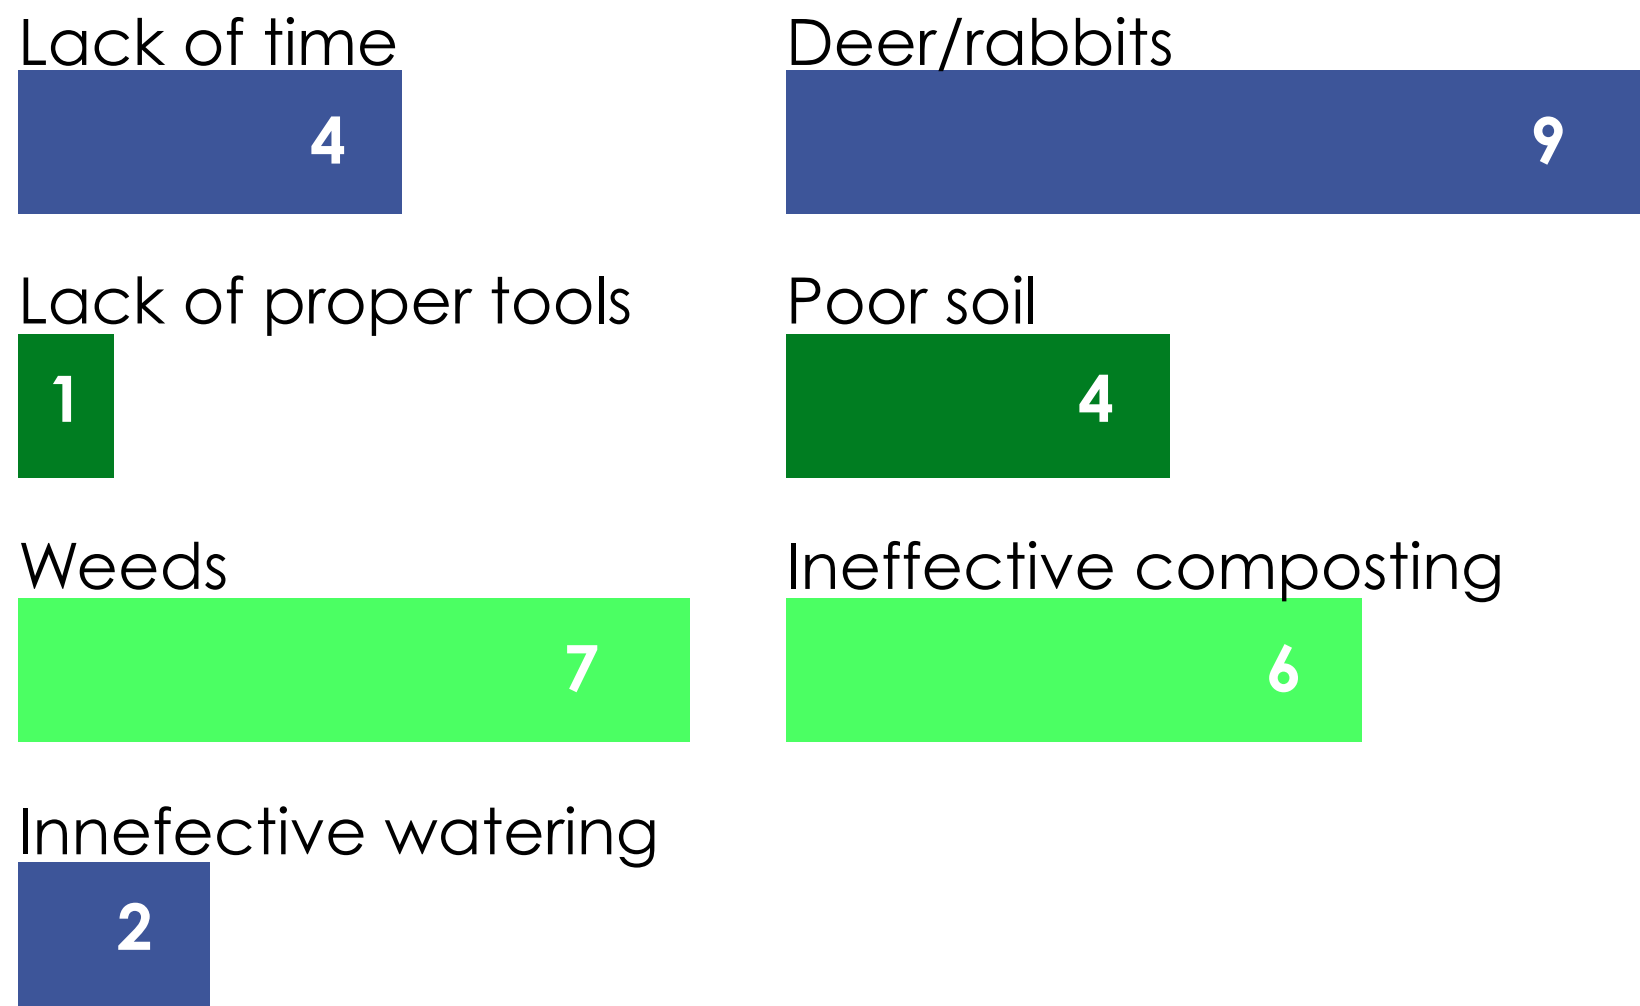 Lack of time
4
Deer/rabbits
9
Lack of proper tools
1
Poor soil
4
Weeds
7
Ineffective composting
6
Innefective watering
2